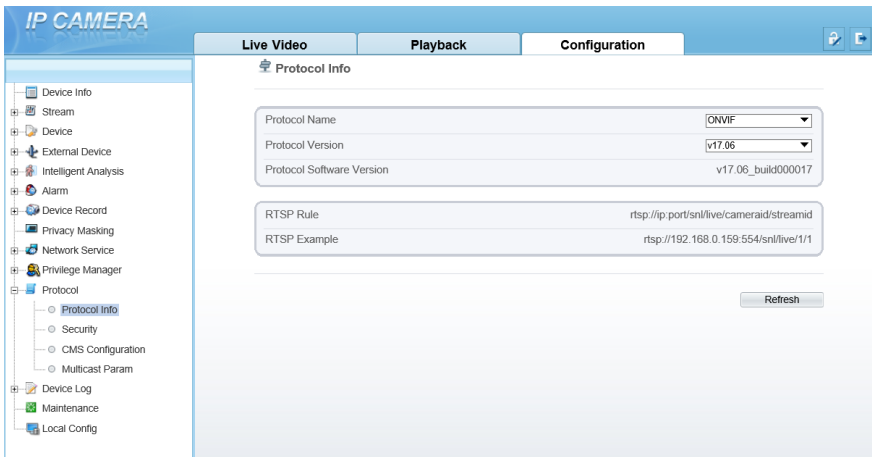 IP CAMERA
Live Video
Playback
Configuration
Protocol Info
Device Info
Stream
Device
External Device
Intelligent Analysis
Alarm
Device Record
Privacy Masking
Network Service
Privilege Manager
Protocol
Protocol Info
Security
CMS Configuration
Multicast Param
Device Log
Maintenance
Local Config
Protocol Name ONVIF
Protocol Version v17.06
Protocol Software Version v17.06_build000017
RTSP Rule rtsp://ip:port/snl/live/cameraid/streamid
RTSP Example rtsp://192.168.0.159:554/snl/live/1/1
Refresh